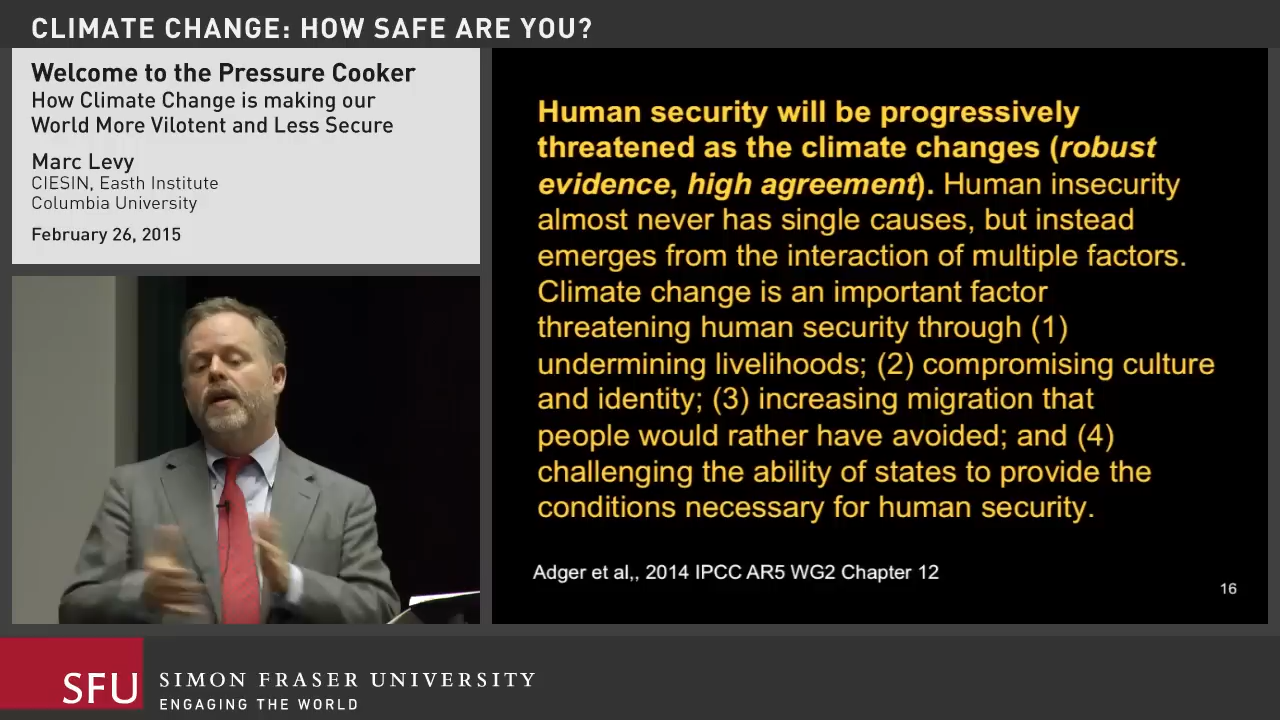 CLIMATE CHANGE: HOW SAFE ARE YOU?
Welcome to the Pressure Cooker
How Climate Change is making our
World More Vilotent and Less Secure
Marc Levy
CIESIN, Easth Institute
Columbia University
February 26, 2015
Human security will be progressively
threatened as the climate changes (robust
evidence, high agreement). Human insecurity
almost never has single causes, but instead
emerges from the interaction of multiple factors.
Climate change is an important factor
threatening human security through (1)
undermining livelihoods; (2) compromising culture
and identity; (3) increasing migration that
people would rather have avoided; and (4)
challenging the ability of states to provide the
conditions necessary for human security.
Adger et al,, 2014 IPCC AR5 WG2 Chapter 12
16
SFU
SIMON FRASER UNIVERSITY
ENGAGING THE WORLD